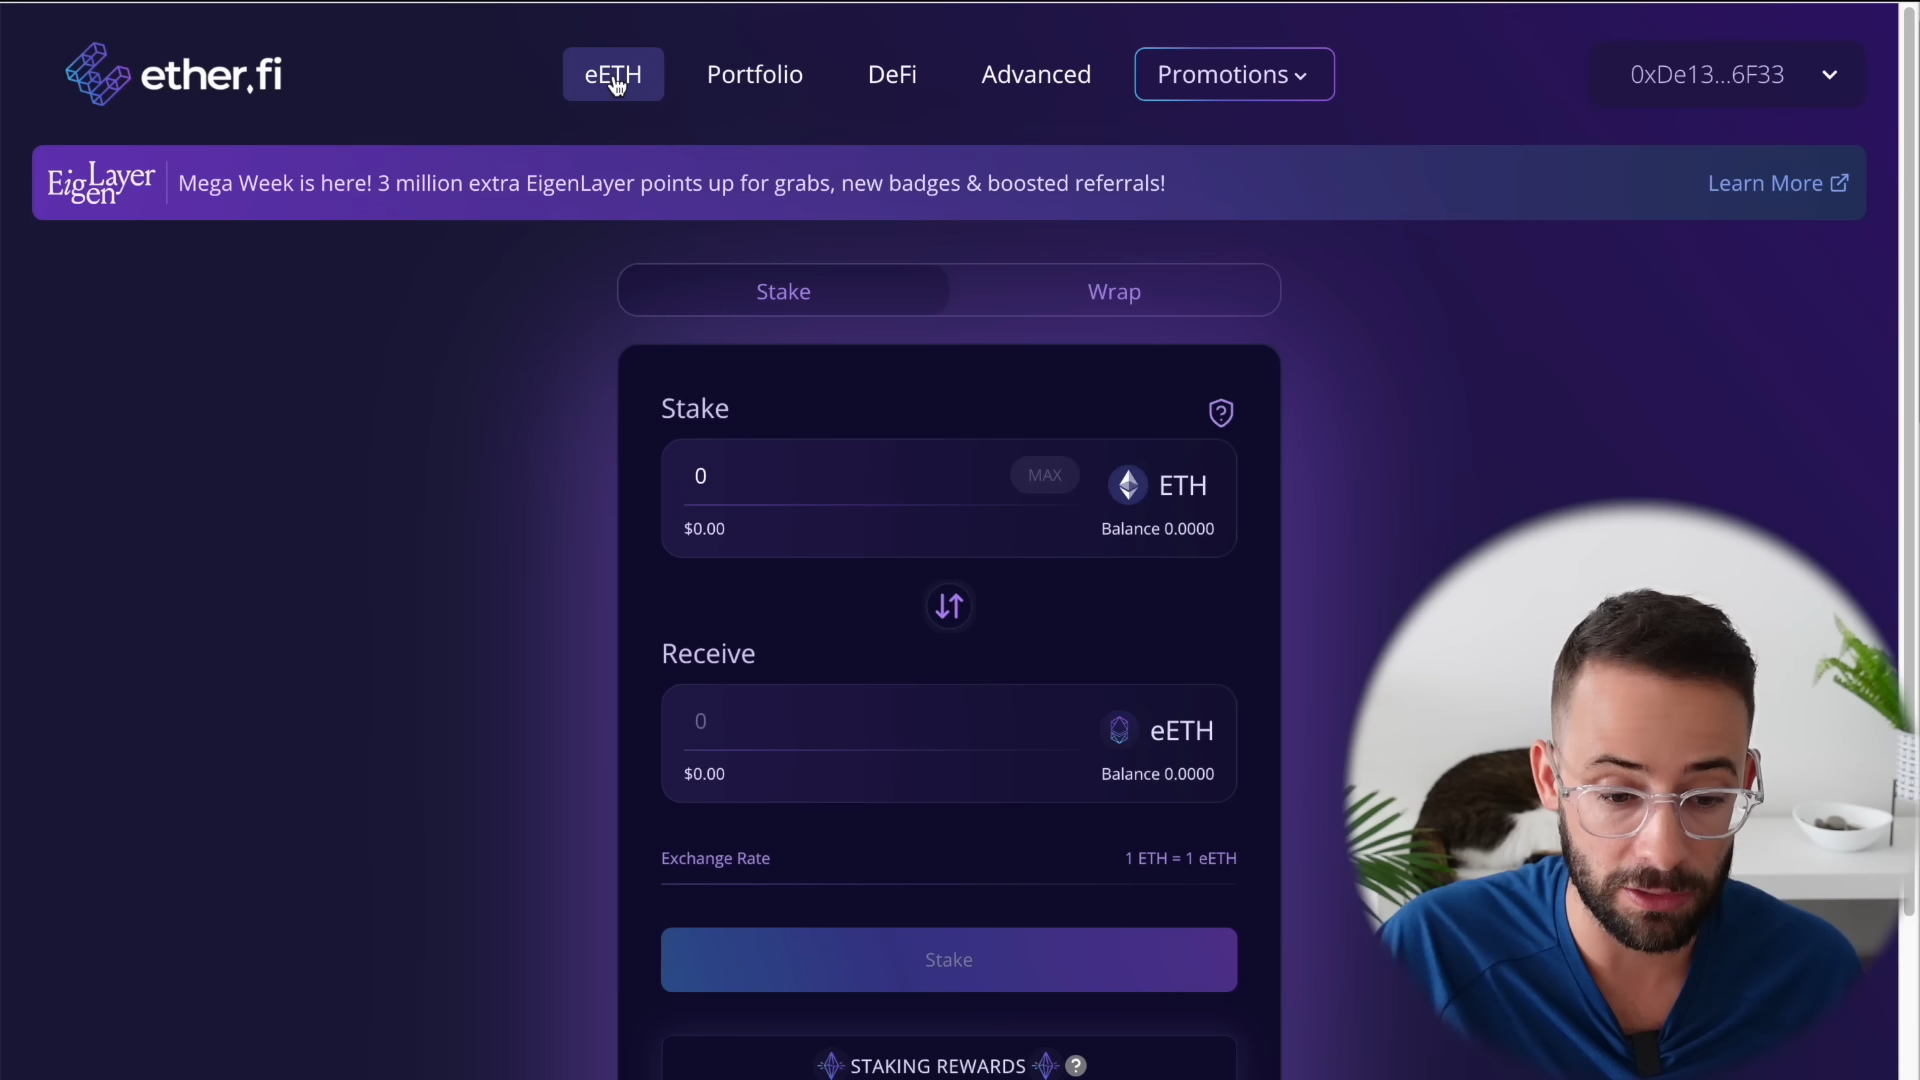 ether.fi
eETH
Portfolio
DeFi
Advanced
Promotions
0xDe13...6F33
EigenLayer
Mega Week is here! 3 million extra EigenLayer points up for grabs, new badges & boosted referrals!
Learn More
Stake
Wrap
Stake
0
MAX
ETH
$0.00
Balance 0.0000
Receive
0
eETH
$0.00
Balance 0.0000
Exchange Rate
1 ETH = 1 eETH
Stake
STAKING REWARDS ?